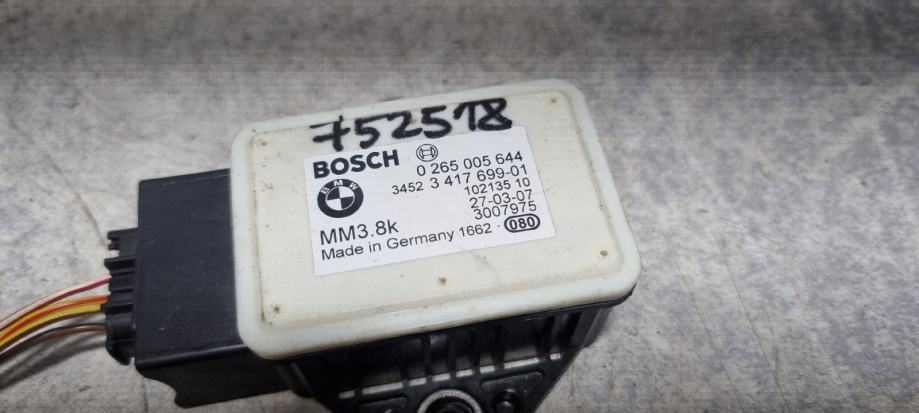 752518
BOSCH
0 265 005 644
BMW
3452 3 417 699-01
102135 10
27-03-07
3007975
MM3.8k
Made in Germany 1662 · 080